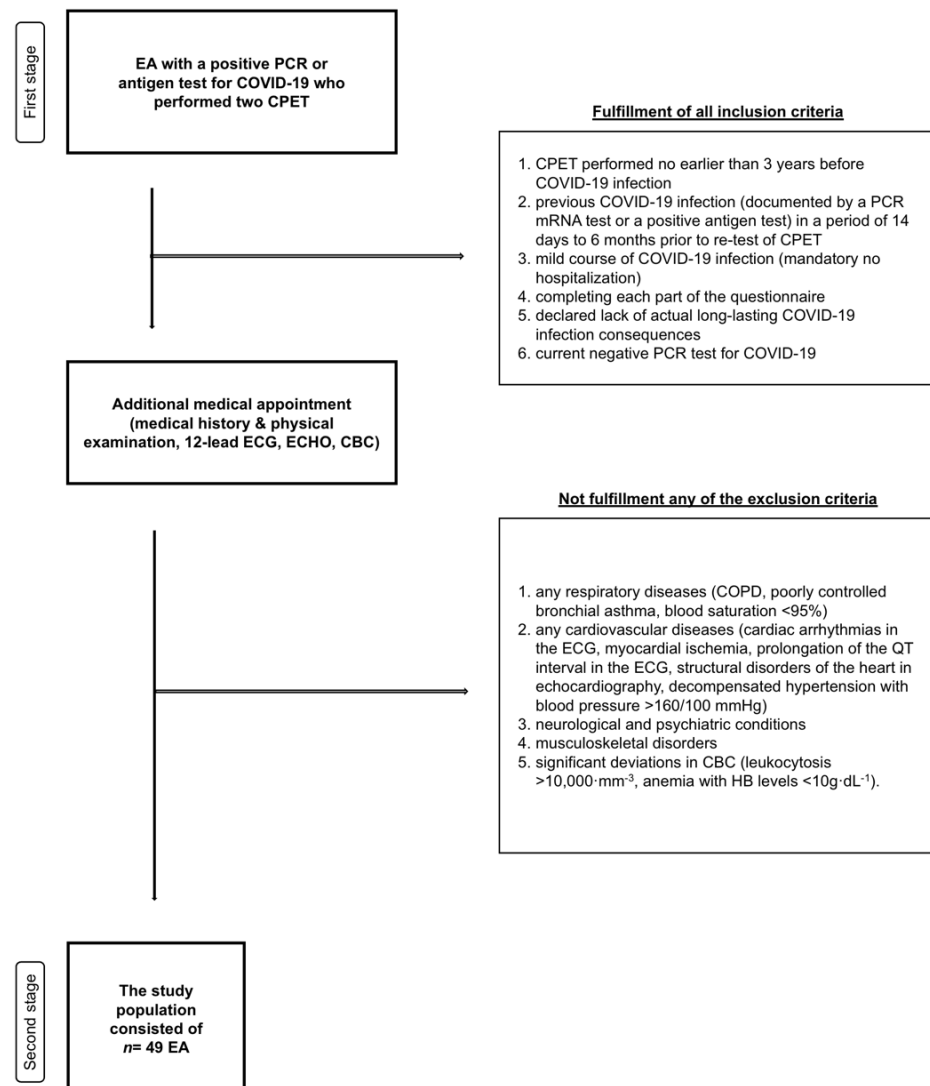 First stage
EA with a positive PCR or
antigen test for COVID-19 who
performed two CPET
Fulfillment of all inclusion criteria
1. CPET performed no earlier than 3 years before
COVID-19 infection
2. previous COVID-19 infection (documented by a PCR
mRNA test or a positive antigen test) in a period of 14
days to 6 months prior to re-test of CPET
3. mild course of COVID-19 infection (mandatory no
hospitalization)
4. completing each part of the questionnaire
5. declared lack of actual long-lasting COVID-19
infection consequences
6. current negative PCR test for COVID-19
Additional medical appointment
(medical history & physical
examination, 12-lead ECG, ECHO, CBC)
Not fulfillment any of the exclusion criteria
1. any respiratory diseases (COPD, poorly controlled
bronchial asthma, blood saturation <95%)
2. any cardiovascular diseases (cardiac arrhythmias in
the ECG, myocardial ischemia, prolongation of the QT
interval in the ECG, structural disorders of the heart in
echocardiography, decompensated hypertension with
blood pressure >160/100 mmHg)
3. neurological and psychiatric conditions
4. musculoskeletal disorders
5. significant deviations in CBC (leukocytosis
>10,000·mm⁻³, anemia with HB levels <10g·dL⁻¹).
Second stage
The study
population
consisted of
n= 49 EA